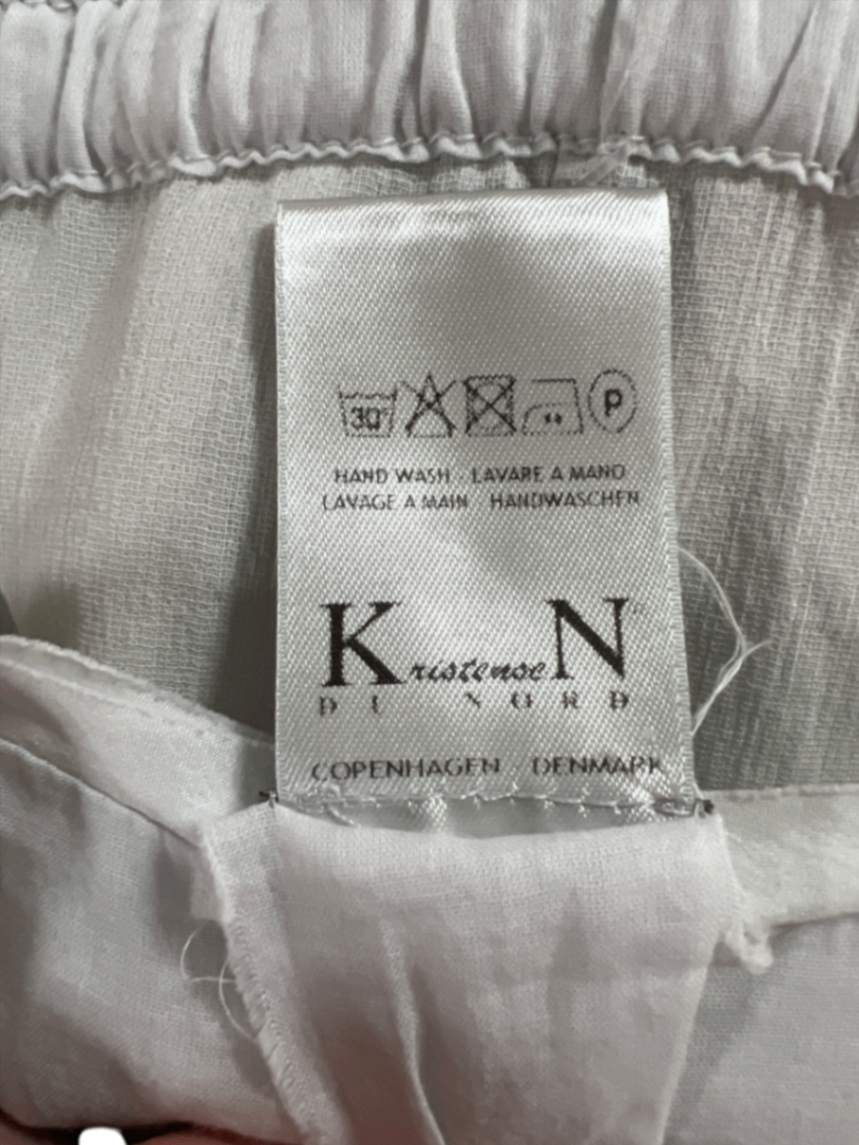 30° P
HAND WASH · LAVARE A MANO
LAVAGE A MAIN HANDWASCHEN
KristenseN
DU NORD
COPENHAGEN · DENMARK